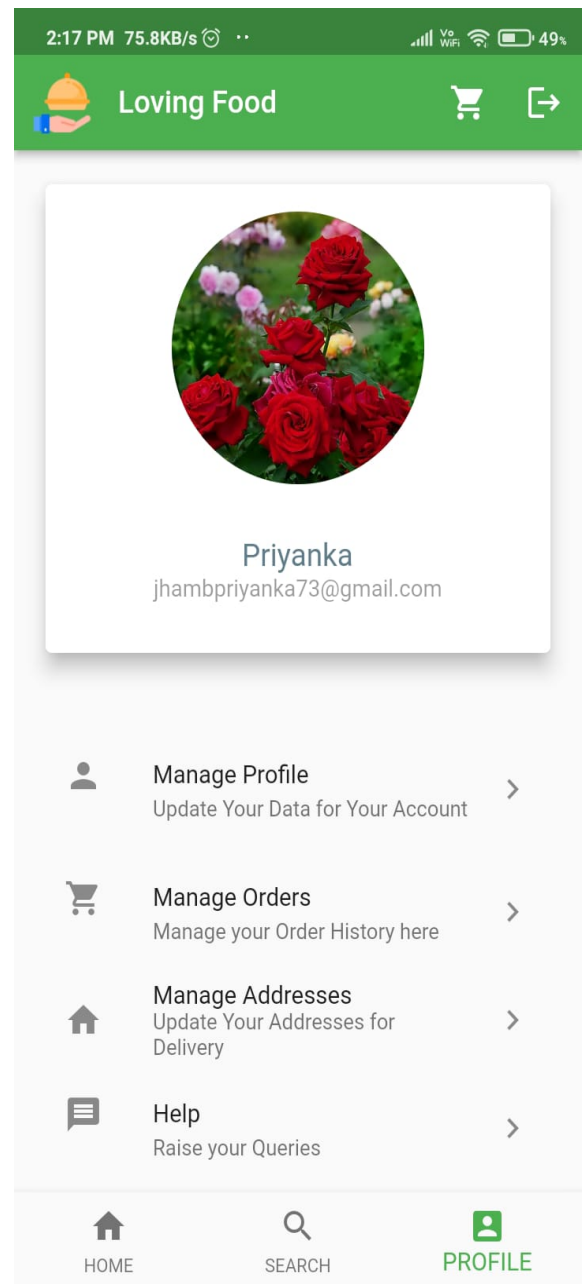 2:17 PM 75.8KB/s
Vo WiFi 49%
Loving Food
Priyanka
jhambpriyanka73@gmail.com
Manage Profile
Update Your Data for Your Account
Manage Orders
Manage your Order History here
Manage Addresses
Update Your Addresses for
Delivery
Help
Raise your Queries
HOME
SEARCH
PROFILE